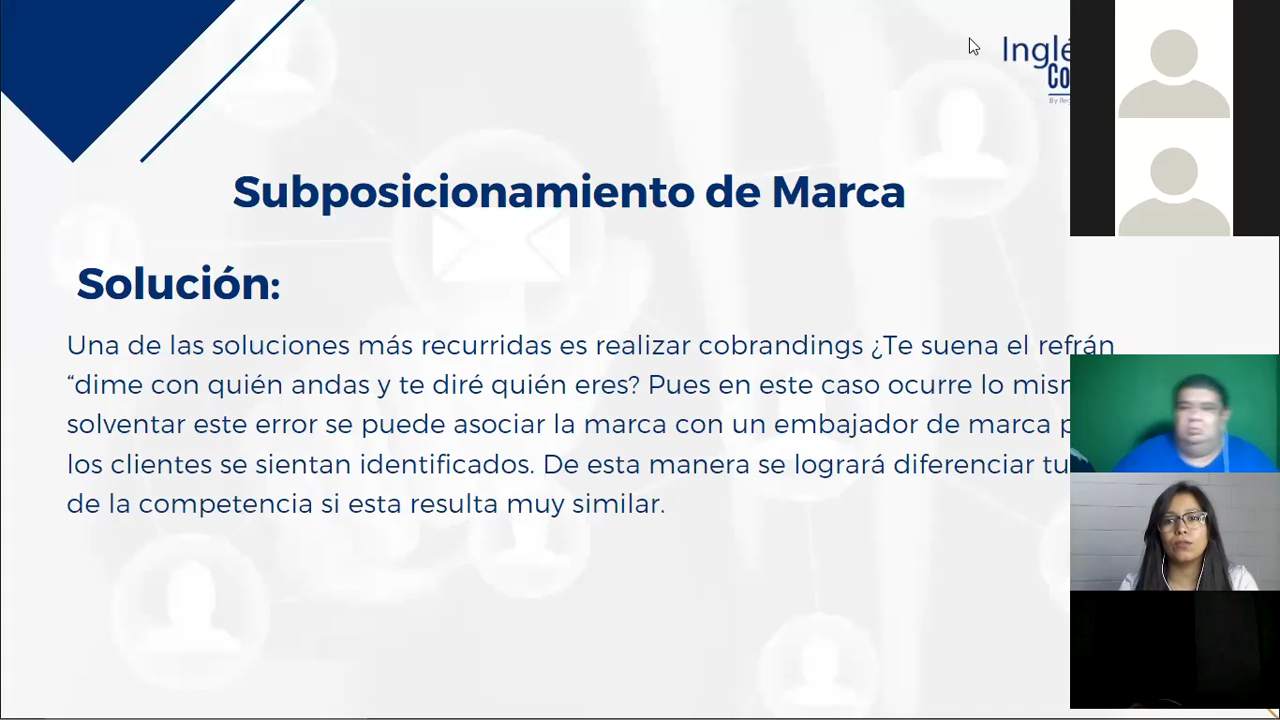 Inglé
Co
By Re
Subposicionamiento de Marca
Solución:
Una de las soluciones más recurridas es realizar cobrandings ¿Te suena el refrán
“dime con quién andas y te diré quién eres? Pues en este caso ocurre lo mism
solventar este error se puede asociar la marca con un embajador de marca p
los clientes se sientan identificados. De esta manera se logrará diferenciar tu
de la competencia si esta resulta muy similar.